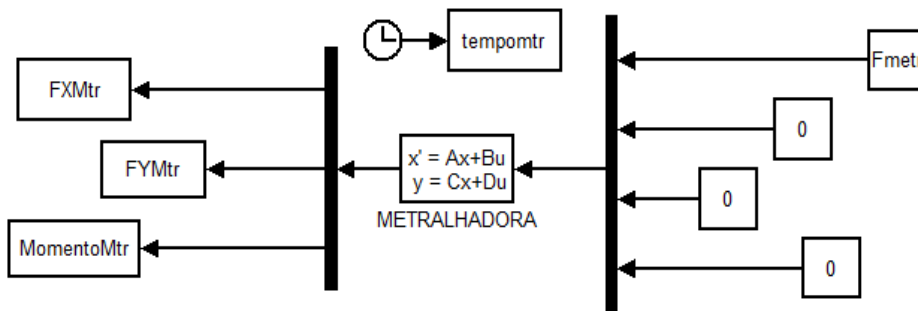 tempomtr
FXMtr
Fmetr
0
FYMtr
x' = Ax+Bu
y = Cx+Du
0
METRALHADORA
MomentoMtr
0